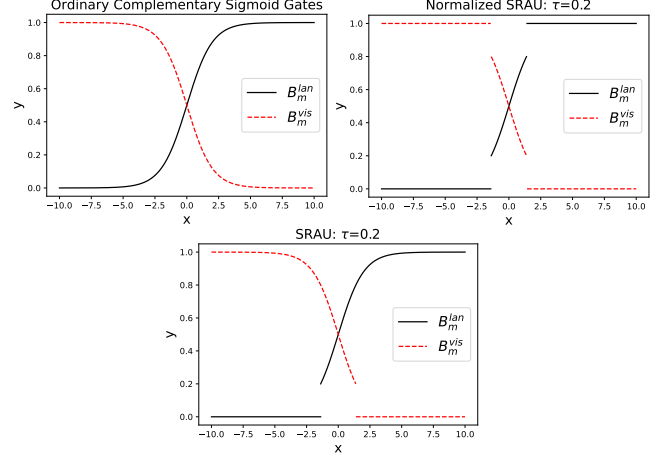 Ordinary Complementary Sigmoid Gates
1.0
0.8
0.6
0.4
0.2
0.0
y
B_m^{lan}
B_m^{vis}
−10.0 −7.5 −5.0 −2.5 0.0 2.5 5.0 7.5 10.0
x
Normalized SRAU: τ=0.2
1.0
0.8
0.6
0.4
0.2
0.0
y
B_m^{lan}
B_m^{vis}
−10.0 −7.5 −5.0 −2.5 0.0 2.5 5.0 7.5 10.0
x
SRAU: τ=0.2
1.0
0.8
0.6
0.4
0.2
0.0
y
B_m^{lan}
B_m^{vis}
−10.0 −7.5 −5.0 −2.5 0.0 2.5 5.0 7.5 10.0
x